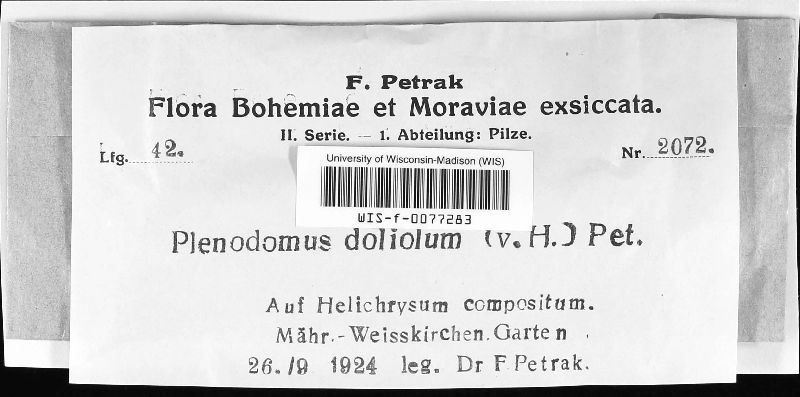 F. Petrak
Flora Bohemiae et Moraviae exsiccata.
II. Serie. — 1. Abteilung: Pilze.
Lfg. 42.
Nr. 2072.
University of Wisconsin-Madison (WIS)
WIS-f-0077283
Plenodomus doliolum (v. H.) Pet.
Auf Helichrysum compositum.
Mähr.-Weisskirchen. Garten
26./9 1924 leg. Dr F. Petrak.